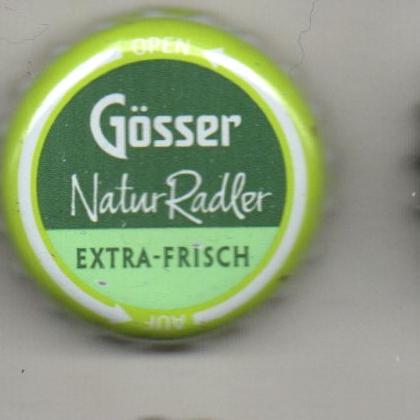 OPEN
Gösser
NaturRadler
EXTRA-FRISCH
AUF